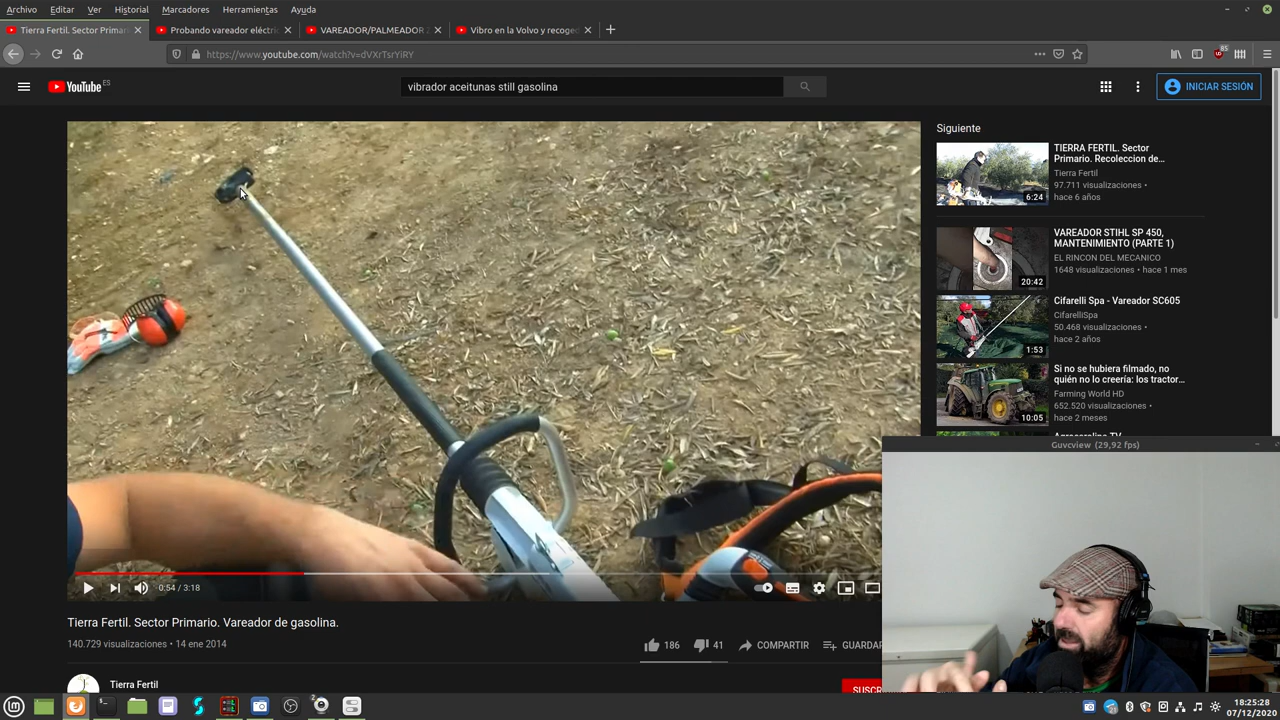 Archivo Editar Ver Historial Marcadores Herramientas Ayuda
Tierra Fertil. Sector Primar
Probando vareador eléctric
VAREADOR/PALMEADOR
Vibro en la Volvo y recoged
https://www.youtube.com/watch?v=dVXrTsrYiRY
85
YouTube ES
vibrador aceitunas still gasolina
INICIAR SESIÓN
Siguiente
TIERRA FERTIL. Sector
Primario. Recoleccion de...
Tierra Fertil
97.711 visualizaciones •
hace 6 años
6:24
VAREADOR STIHL SP 450,
MANTENIMIENTO (PARTE 1)
EL RINCON DEL MECANICO
1648 visualizaciones • hace 1 mes
20:42
Cifarelli Spa - Vareador SC605
CifarelliSpa
50.468 visualizaciones •
hace 2 años
1:53
Si no se hubiera filmado, no
quién no lo creería: los tractor...
Farming World HD
652.520 visualizaciones •
hace 2 meses
10:05
Guvcview (29,92 fps)
0:54 / 3:18
Tierra Fertil. Sector Primario. Vareador de gasolina.
140.729 visualizaciones • 14 ene 2014
186
41
COMPARTIR
GUARDAR
Tierra Fertil
SUSCR
18:25:28
07/12/2020